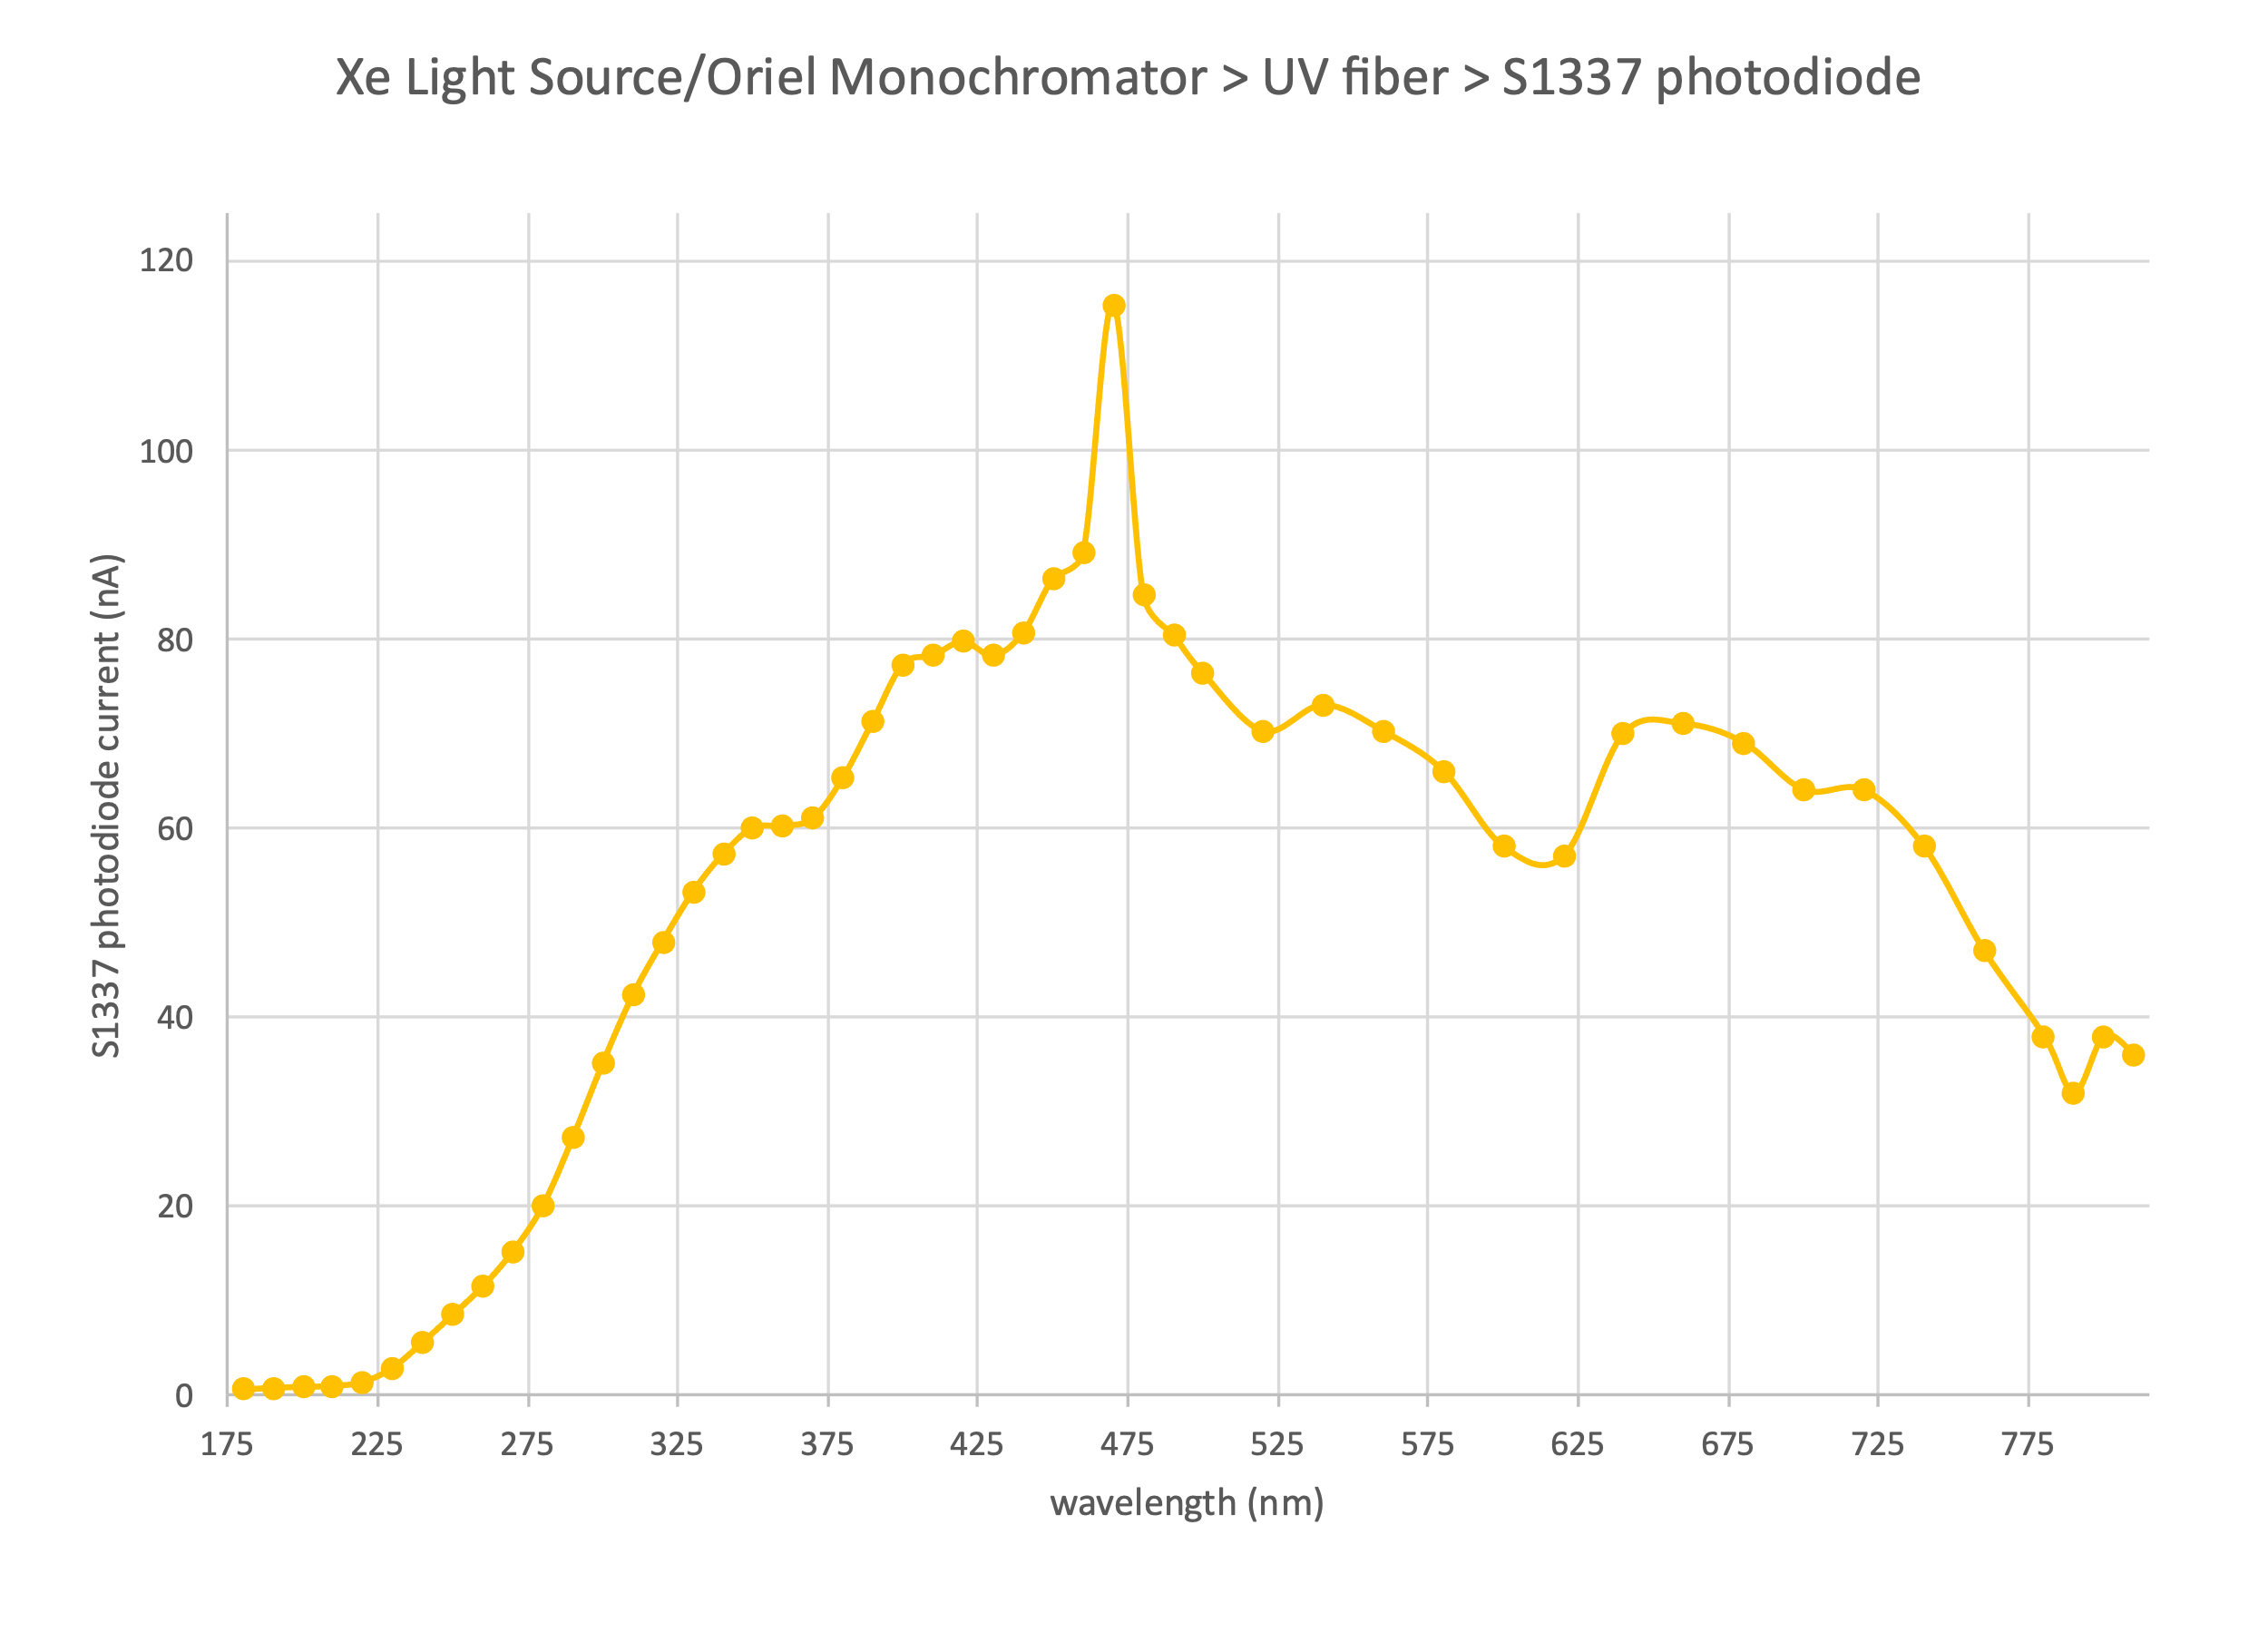 Xe Light Source/Oriel Monochromator > UV fiber > S1337 photodiode
S1337 photodiode current (nA)
120
100
80
60
40
20
0
175 225 275 325 375 425 475 525 575 625 675 725 775
wavelength (nm)